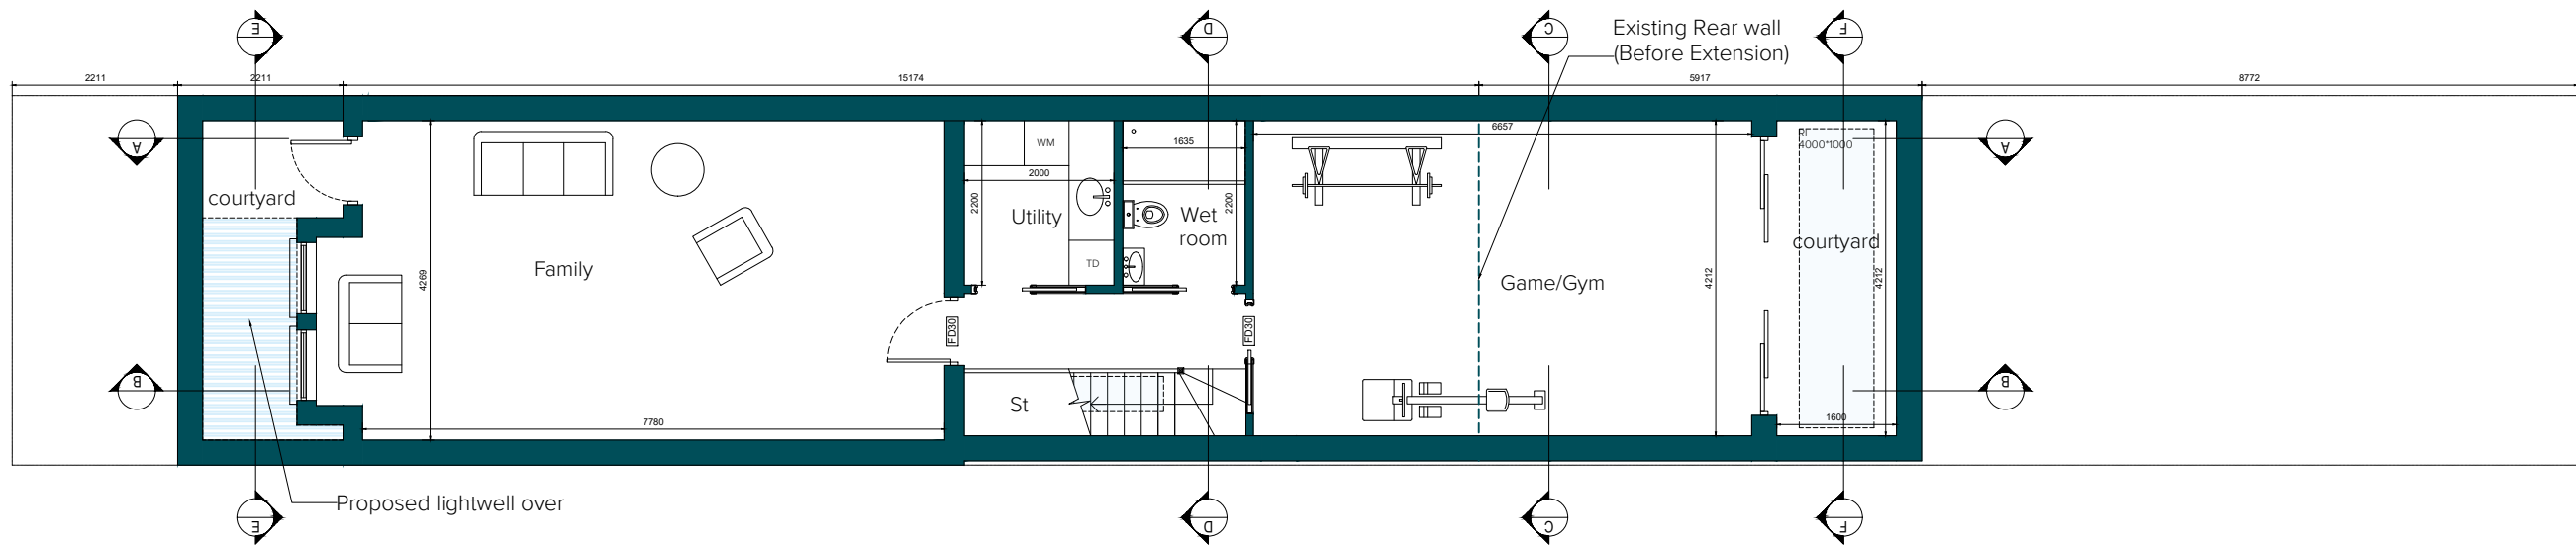 E
D
C
F
Existing Rear wall
(Before Extension)
2211
2211
15174
5917
8772
A
A
6657
RL
4000*1000
WM
1635
2000
courtyard
2200
Utility
Wet
room
2200
courtyard
Family
4269
TD
Game/Gym
4212
4212
FD30
FD30
B
B
St
7780
1600
Proposed lightwell over
E
D
C
F